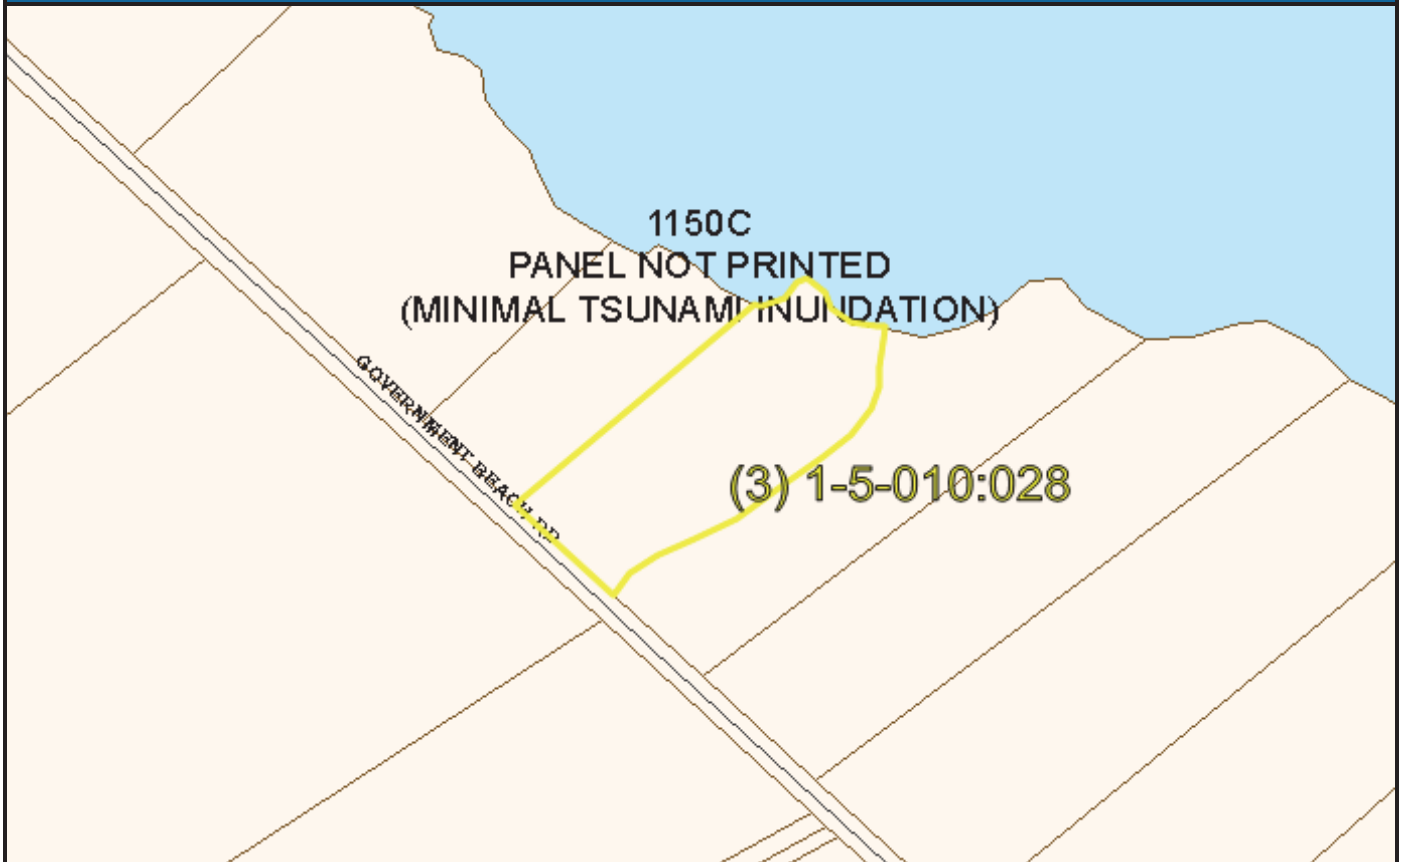 1150C
PANEL NOT PRINTED
(MINIMAL TSUNAMI INUNDATION)
GOVERNMENT BEACH RD
(3) 1-5-010:028